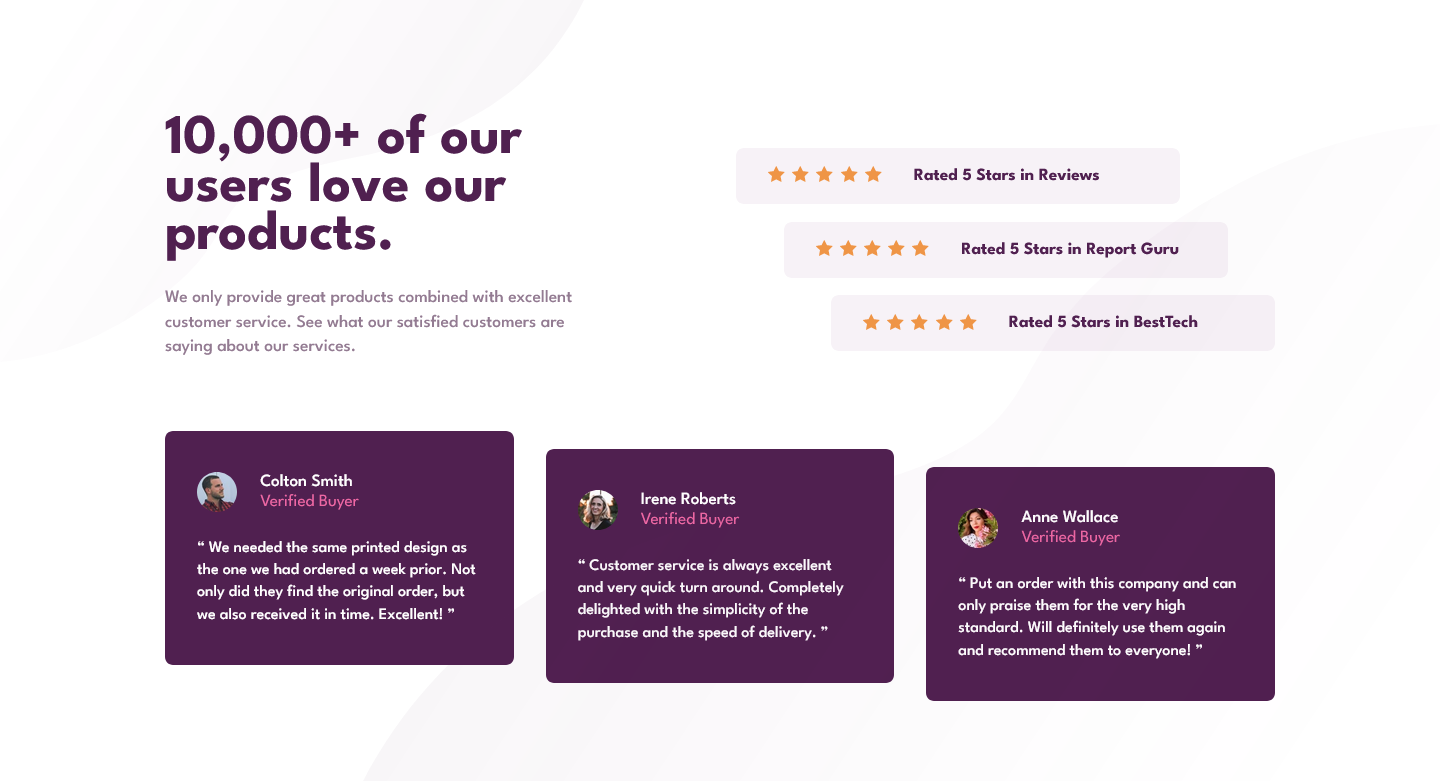 10,000+ of our
users love our
products.
We only provide great products combined with excellent
customer service. See what our satisfied customers are
saying about our services.
Rated 5 Stars in Reviews
Rated 5 Stars in Report Guru
Rated 5 Stars in BestTech
Colton Smith
Verified Buyer
“ We needed the same printed design as
the one we had ordered a week prior. Not
only did they find the original order, but
we also received it in time. Excellent! ”
Irene Roberts
Verified Buyer
“ Customer service is always excellent
and very quick turn around. Completely
delighted with the simplicity of the
purchase and the speed of delivery. ”
Anne Wallace
Verified Buyer
“ Put an order with this company and can
only praise them for the very high
standard. Will definitely use them again
and recommend them to everyone! ”